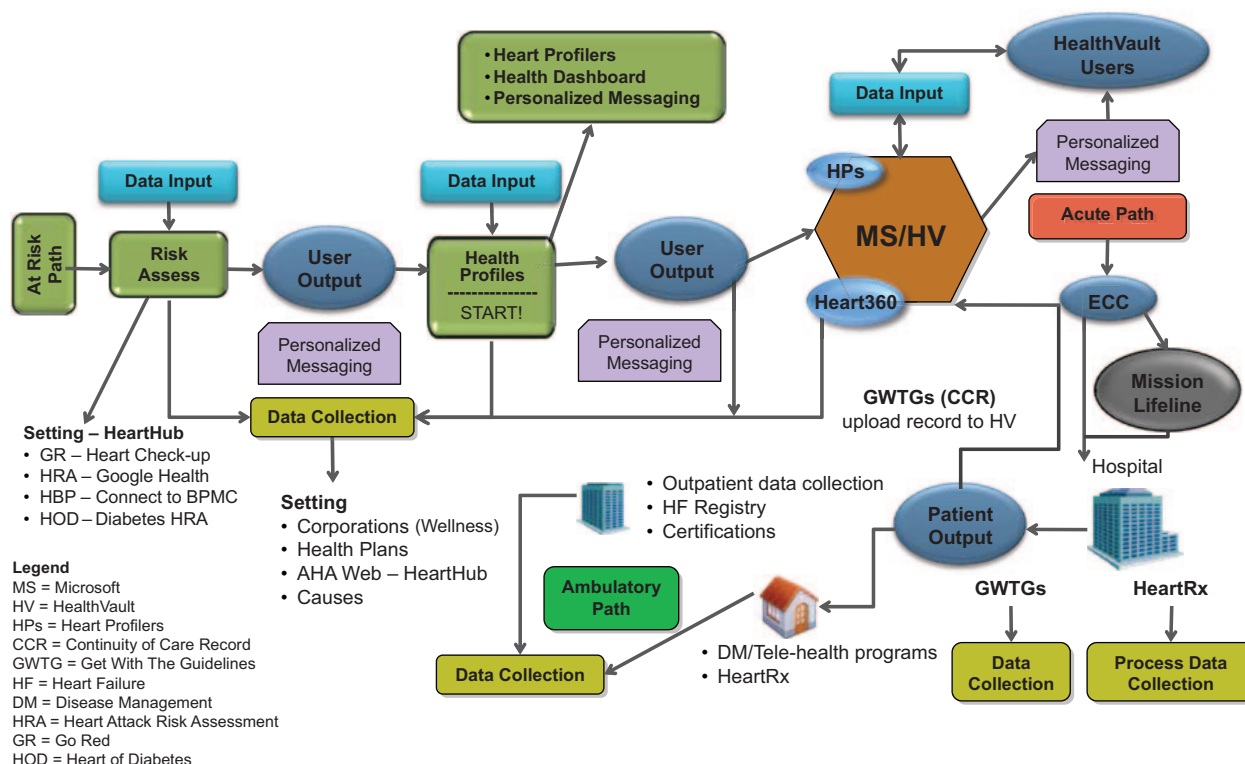 • Heart Profilers
• Health Dashboard
• Personalized Messaging
HealthVault
Users
Data Input
Personalized
Messaging
HPs
MS/HV
Heart360
Data Input
Data Input
At Risk
Path
Risk
Assess
User
Output
Health
Profiles
----------------
START!
User
Output
Acute Path
ECC
Mission
Lifeline
Personalized
Messaging
Personalized
Messaging
Data Collection
GWTGs (CCR)
upload record to HV
Hospital
Setting – HeartHub
• GR – Heart Check-up
• HRA – Google Health
• HBP – Connect to BPMC
• HOD – Diabetes HRA
Setting
• Corporations (Wellness)
• Health Plans
• AHA Web – HeartHub
• Causes
• Outpatient data collection
• HF Registry
• Certifications
Patient
Output
Ambulatory
Path
Data Collection
• DM/Tele-health programs
• HeartRx
GWTGs
HeartRx
Data
Collection
Process Data
Collection
Legend
MS = Microsoft
HV = HealthVault
HPs = Heart Profilers
CCR = Continuity of Care Record
GWTG = Get With The Guidelines
HF = Heart Failure
DM = Disease Management
HRA = Heart Attack Risk Assessment
GR = Go Red
HOD = Heart of Diabetes